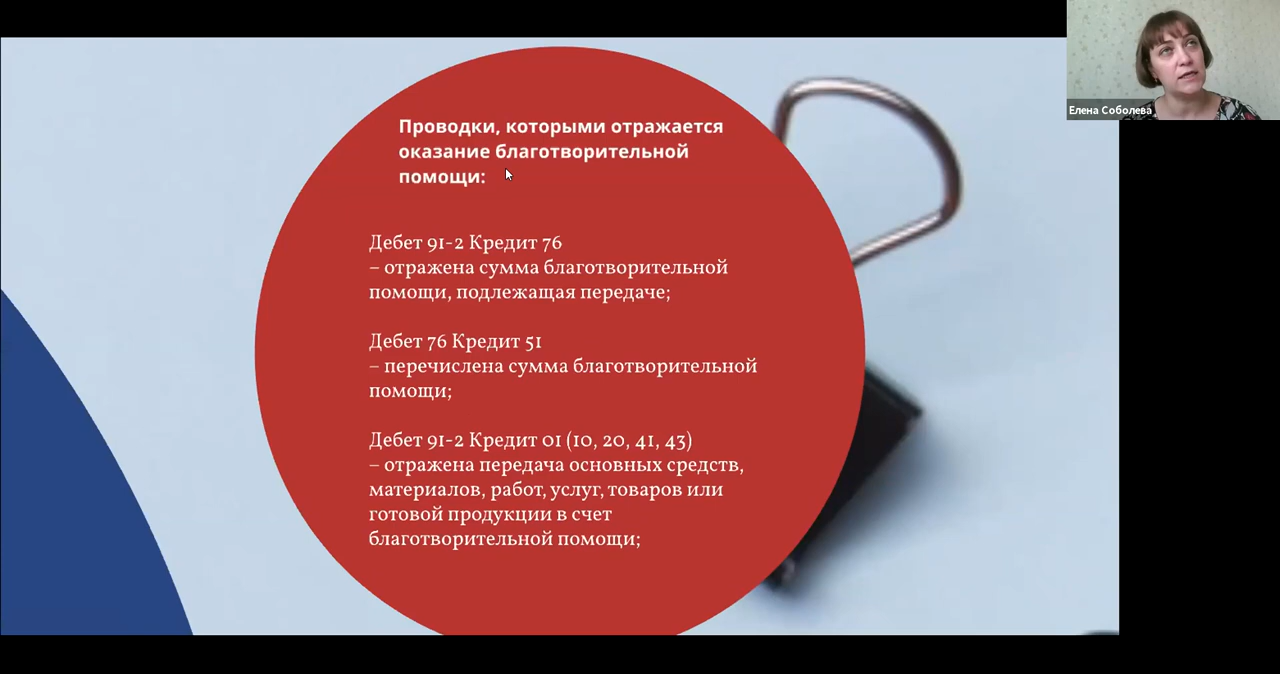 Проводки, которыми отражается
оказание благотворительной
помощи:
Дебет 91-2 Кредит 76
– отражена сумма благотворительной
помощи, подлежащая передаче;
Дебет 76 Кредит 51
– перечислена сумма благотворительной
помощи;
Дебет 91-2 Кредит 01 (10, 20, 41, 43)
– отражена передача основных средств,
материалов, работ, услуг, товаров или
готовой продукции в счет
благотворительной помощи;
Елена Соболева